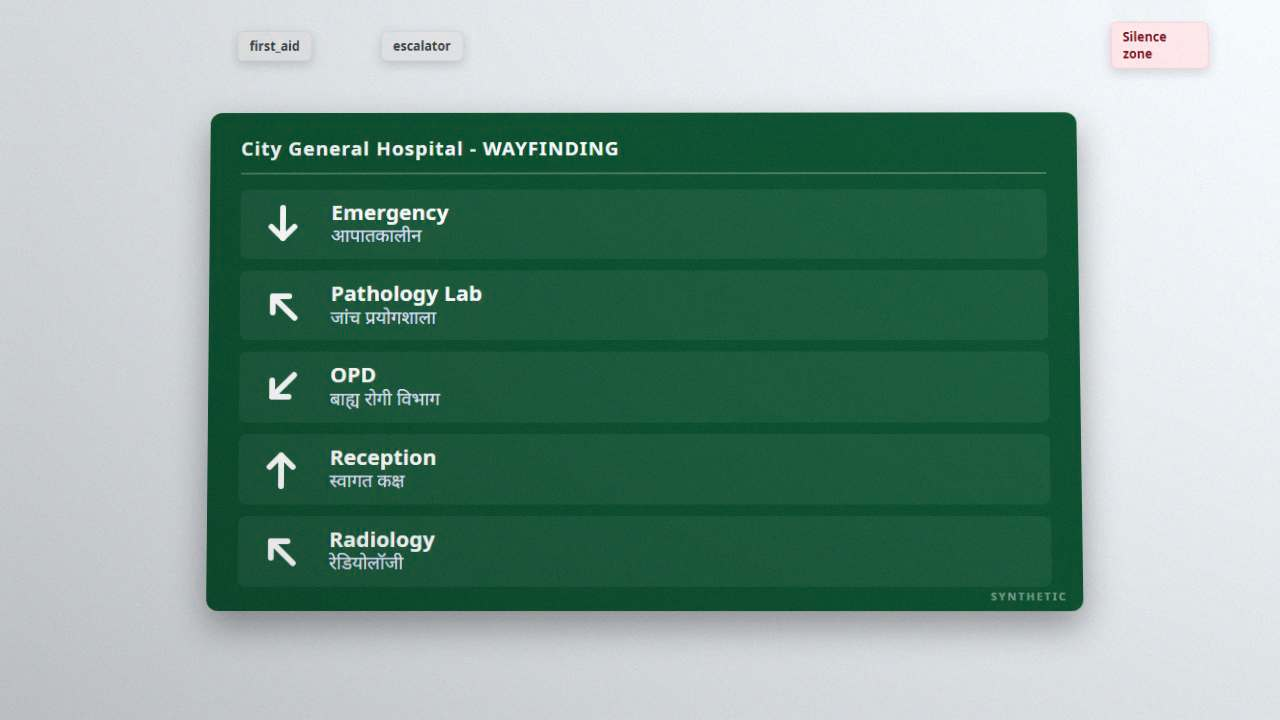 first_aid
escalator
Silence
zone
City General Hospital - WAYFINDING
Emergency
आपातकालीन
Pathology Lab
जांच प्रयोगशाला
OPD
बाह्य रोगी विभाग
Reception
स्वागत कक्ष
Radiology
रेडियोलॉजी
SYNTHETIC